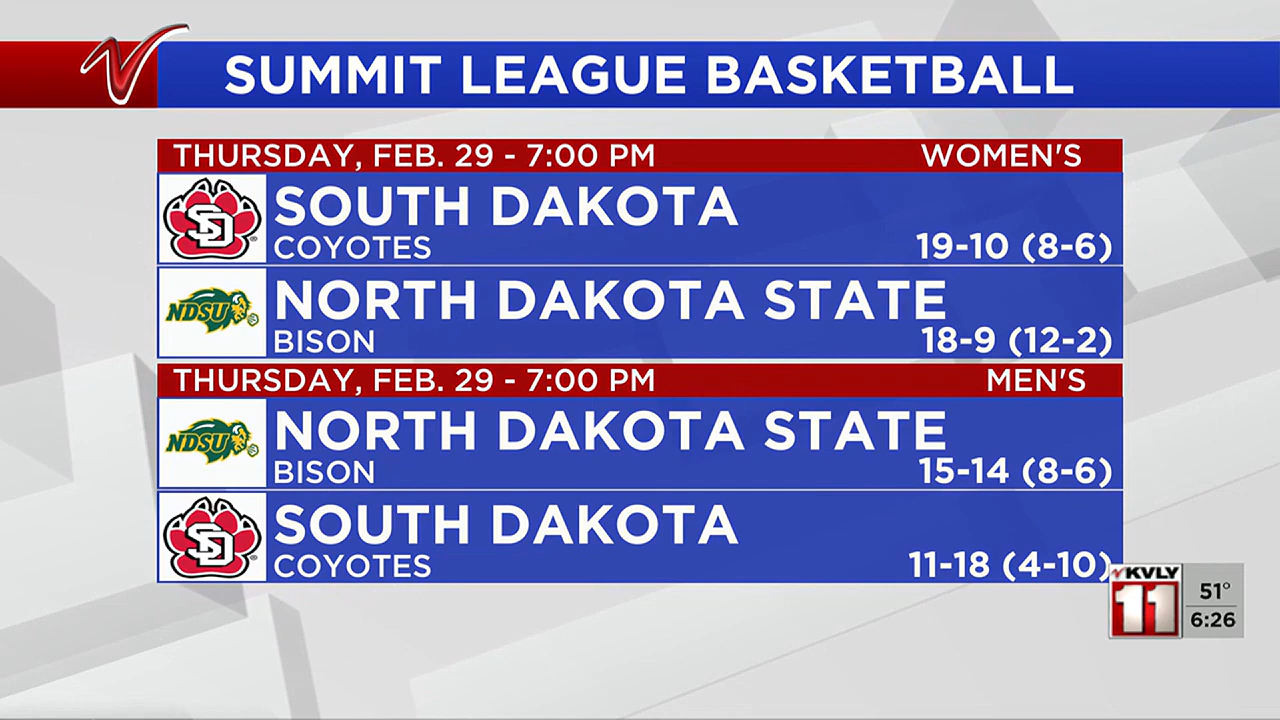 SUMMIT LEAGUE BASKETBALL
THURSDAY, FEB. 29 - 7:00 PM WOMEN'S
SD SOUTH DAKOTA
COYOTES 19-10 (8-6)
NDSU NORTH DAKOTA STATE
BISON 18-9 (12-2)
THURSDAY, FEB. 29 - 7:00 PM MEN'S
NDSU NORTH DAKOTA STATE
BISON 15-14 (8-6)
SD SOUTH DAKOTA
COYOTES 11-18 (4-10)
KVLY
11
51°
6:26